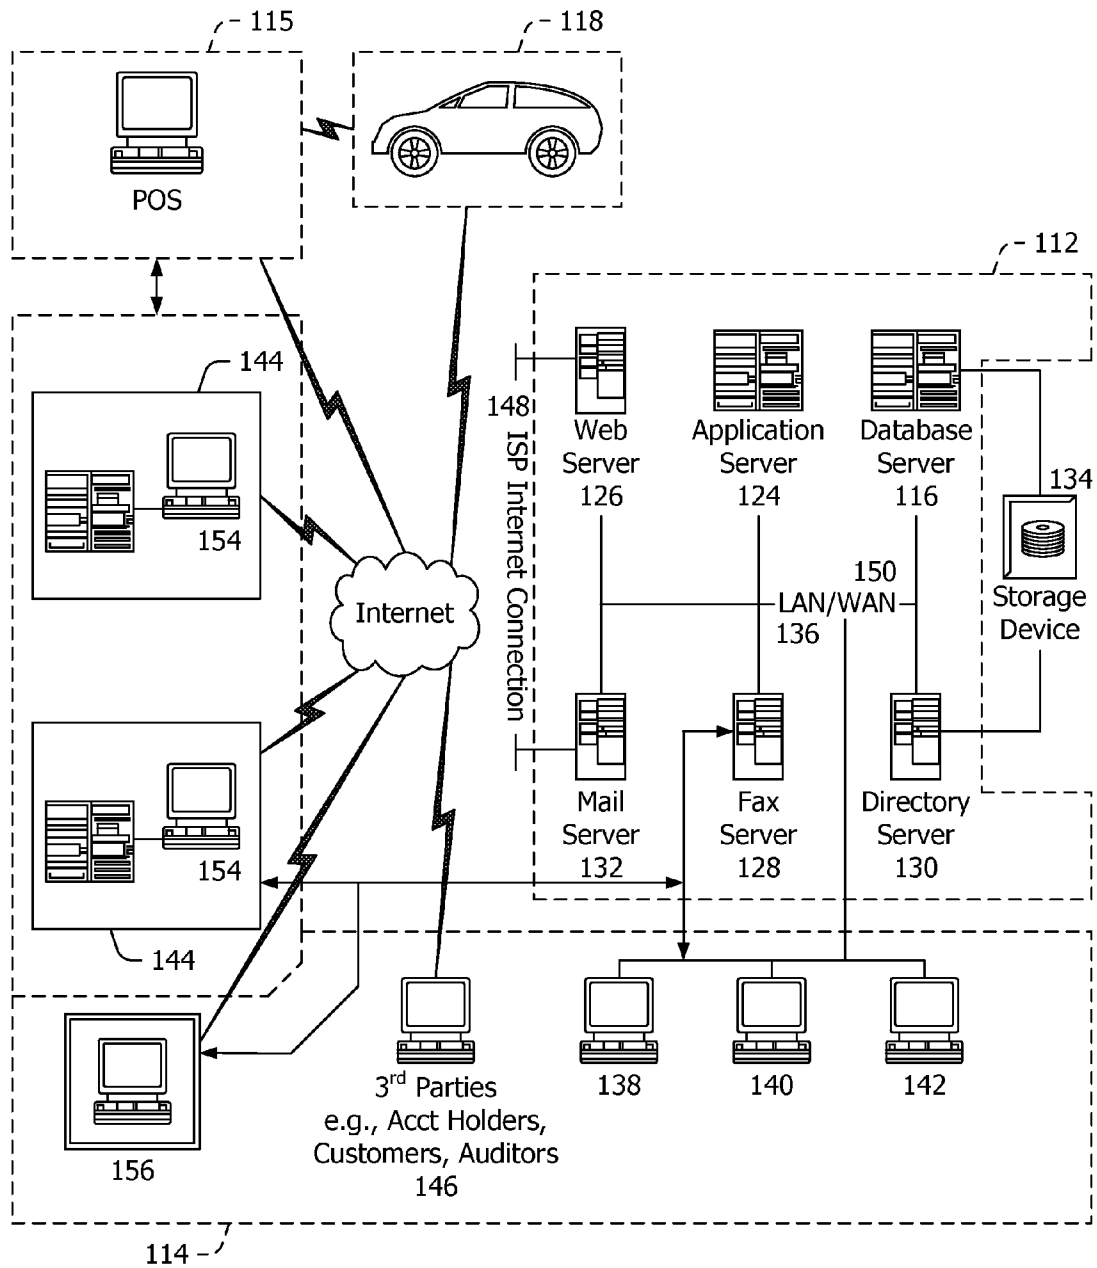 115
118
POS
112
144
148
ISP Internet Connection
Web
Server
126
Application
Server
124
Database
Server
116
134
Storage
Device
154
Internet
150
LAN/WAN
136
Mail
Server
132
Fax
Server
128
Directory
Server
130
154
144
138
140
142
3rd Parties
e.g., Acct Holders,
Customers, Auditors
146
156
114